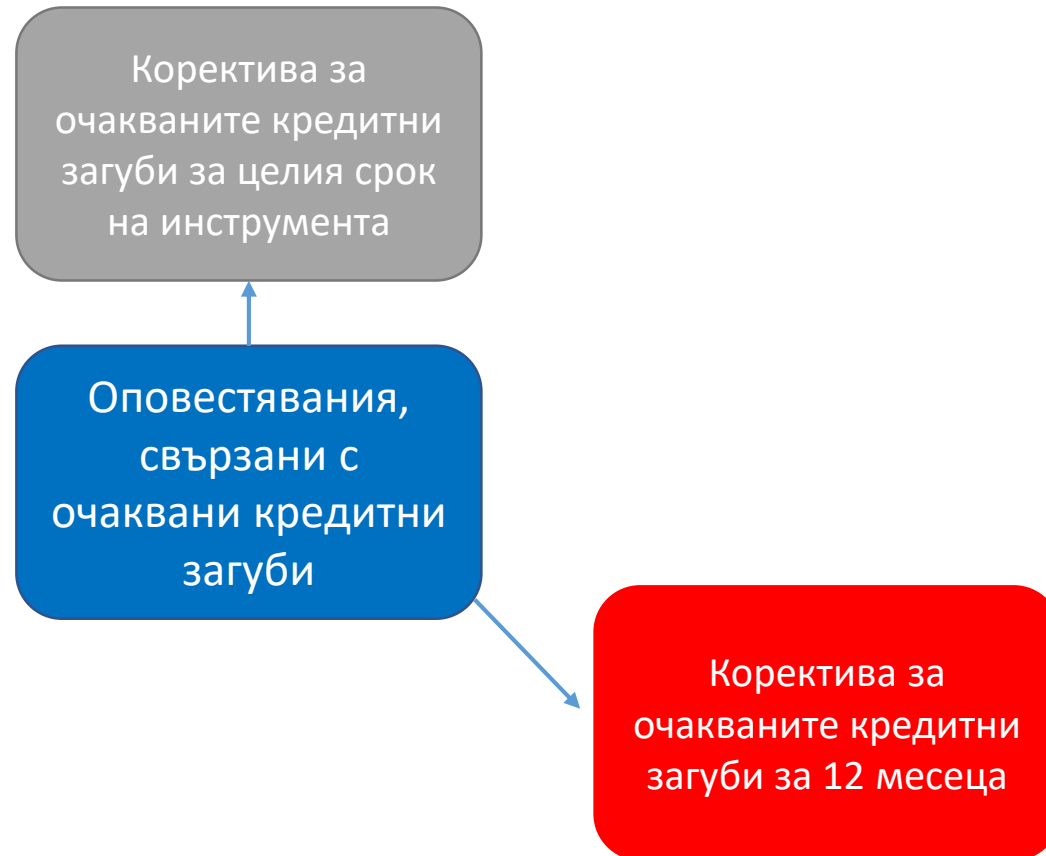 Коректива за
очакваните кредитни
загуби за целия срок
на инструмента
Оповестявания,
свързани с
очаквани кредитни
загуби
Коректива за
очакваните кредитни
загуби за 12 месеца